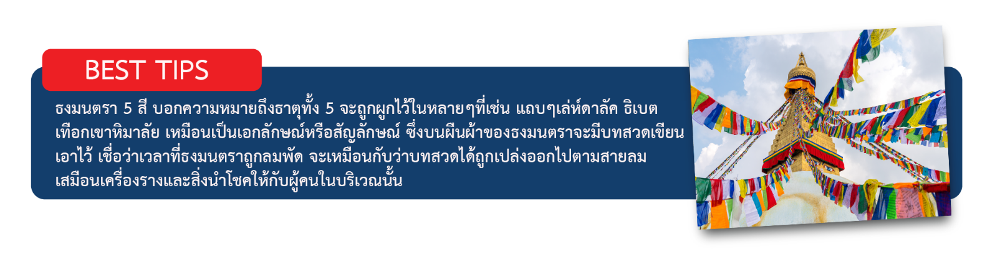 BEST TIPS
ธงมนตรา 5 สี บอกความหมายถึงธาตุทั้ง 5 จะถูกผูกไว้ในหลายๆที่เช่น แถบๆเล่ห์ดาลัค ธิเบต
เทือกเขาหิมาลัย เหมือนเป็นเอกลักษณ์หรือสัญลักษณ์ ซึ่งบนผืนผ้าของธงมนตราจะมีบทสวดเขียน
เอาไว้ เชื่อว่าเวลาที่ธงมนตราถูกลมพัด จะเหมือนกับว่าบทสวดได้ถูกเปล่งออกไปตามสายลม
เสมือนเครื่องรางและสิ่งนำโชคให้กับผู้คนในบริเวณนั้น